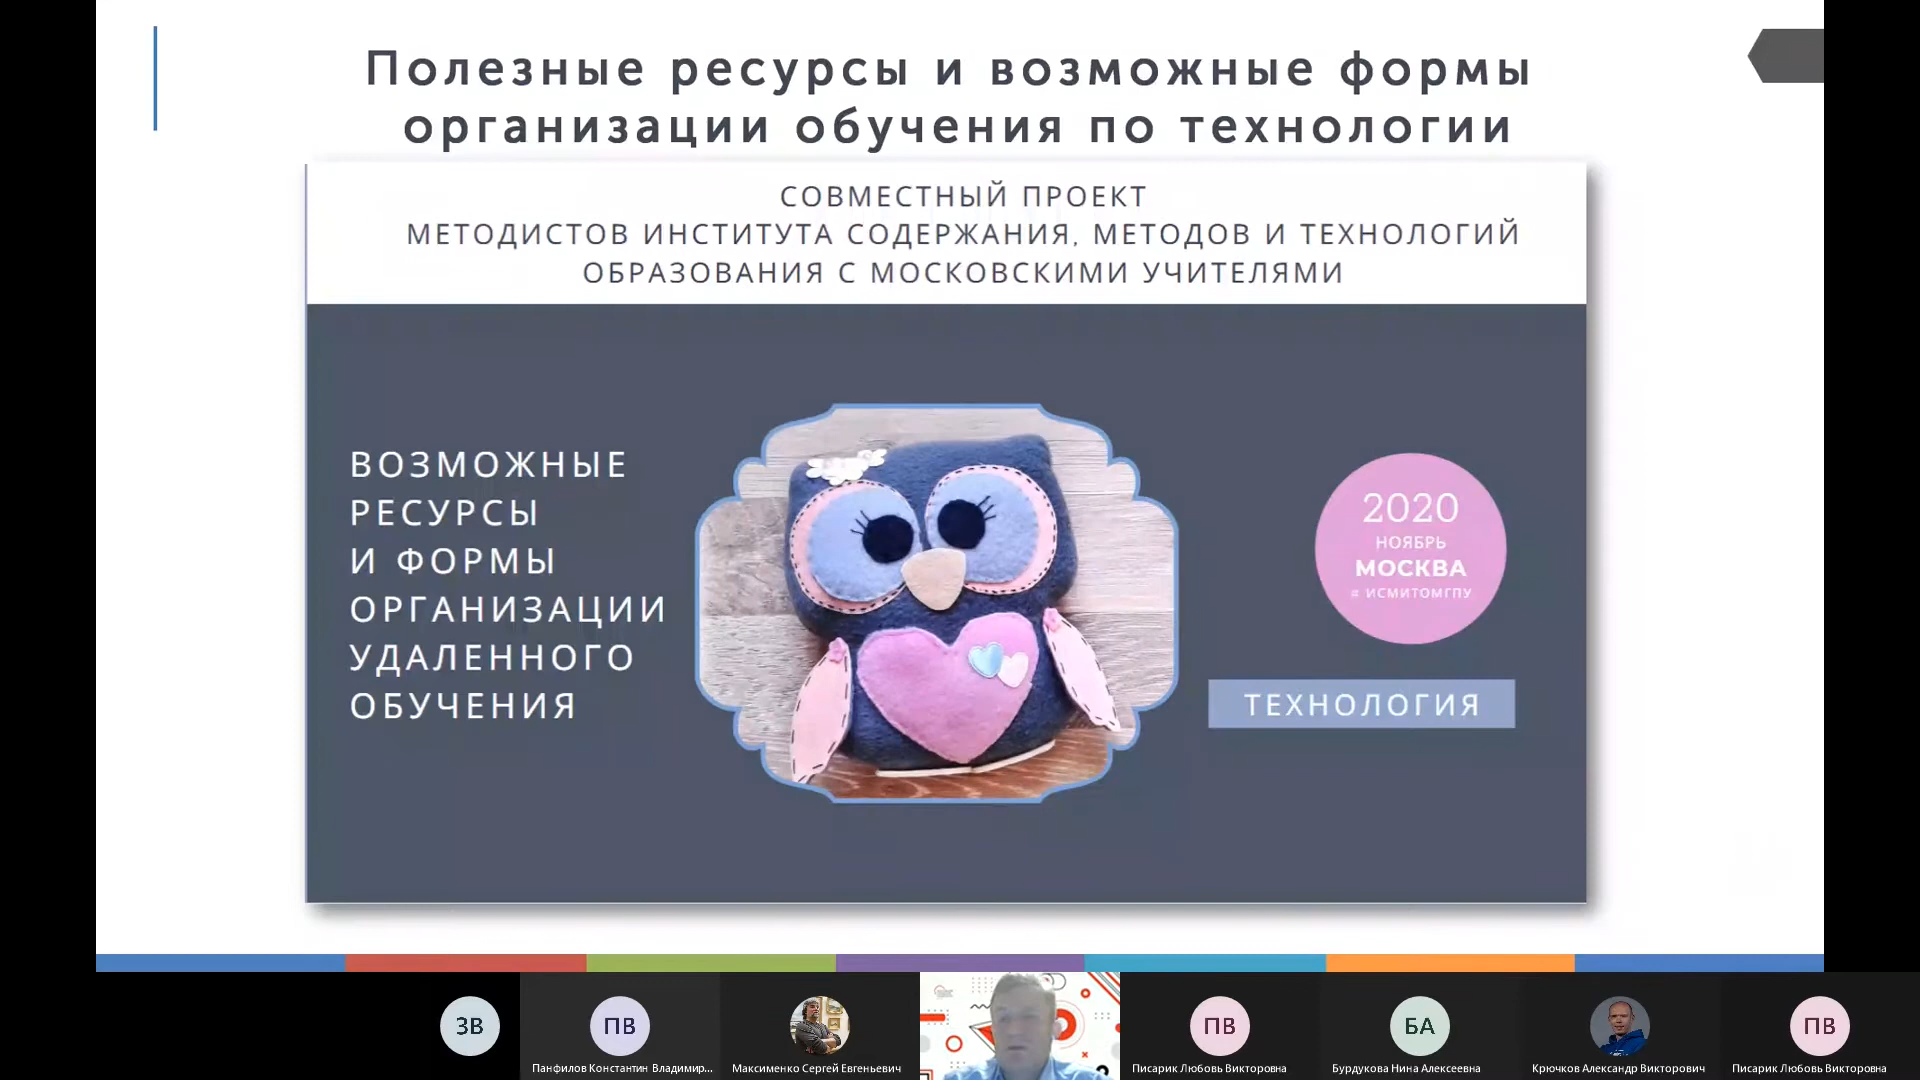 Полезные ресурсы и возможные формы
организации обучения по технологии
СОВМЕСТНЫЙ ПРОЕКТ
МЕТОДИСТОВ ИНСТИТУТА СОДЕРЖАНИЯ, МЕТОДОВ И ТЕХНОЛОГИЙ
ОБРАЗОВАНИЯ С МОСКОВСКИМИ УЧИТЕЛЯМИ
ВОЗМОЖНЫЕ
РЕСУРСЫ
И ФОРМЫ
ОРГАНИЗАЦИИ
УДАЛЕННОГО
ОБУЧЕНИЯ
2020
НОЯБРЬ
МОСКВА
# ИСМИТОМГПУ
ТЕХНОЛОГИЯ
ЗВ
ПВ
Панфилов Константин Владимир...
Максименко Сергей Евгеньевич
ПВ
Писарик Любовь Викторовна
БА
Бурдукова Нина Алексеевна
Крючков Александр Викторович
ПВ
Писарик Любовь Викторовна